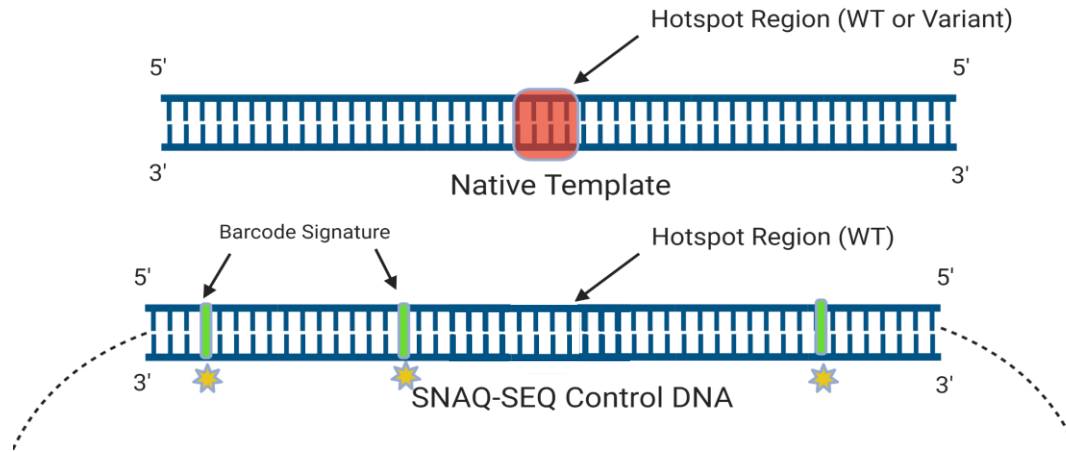 Hotspot Region (WT or Variant)
5'
5'
3'
3'
Native Template
Barcode Signature
Hotspot Region (WT)
5'
5'
3'
3'
SNAQ-SEQ Control DNA